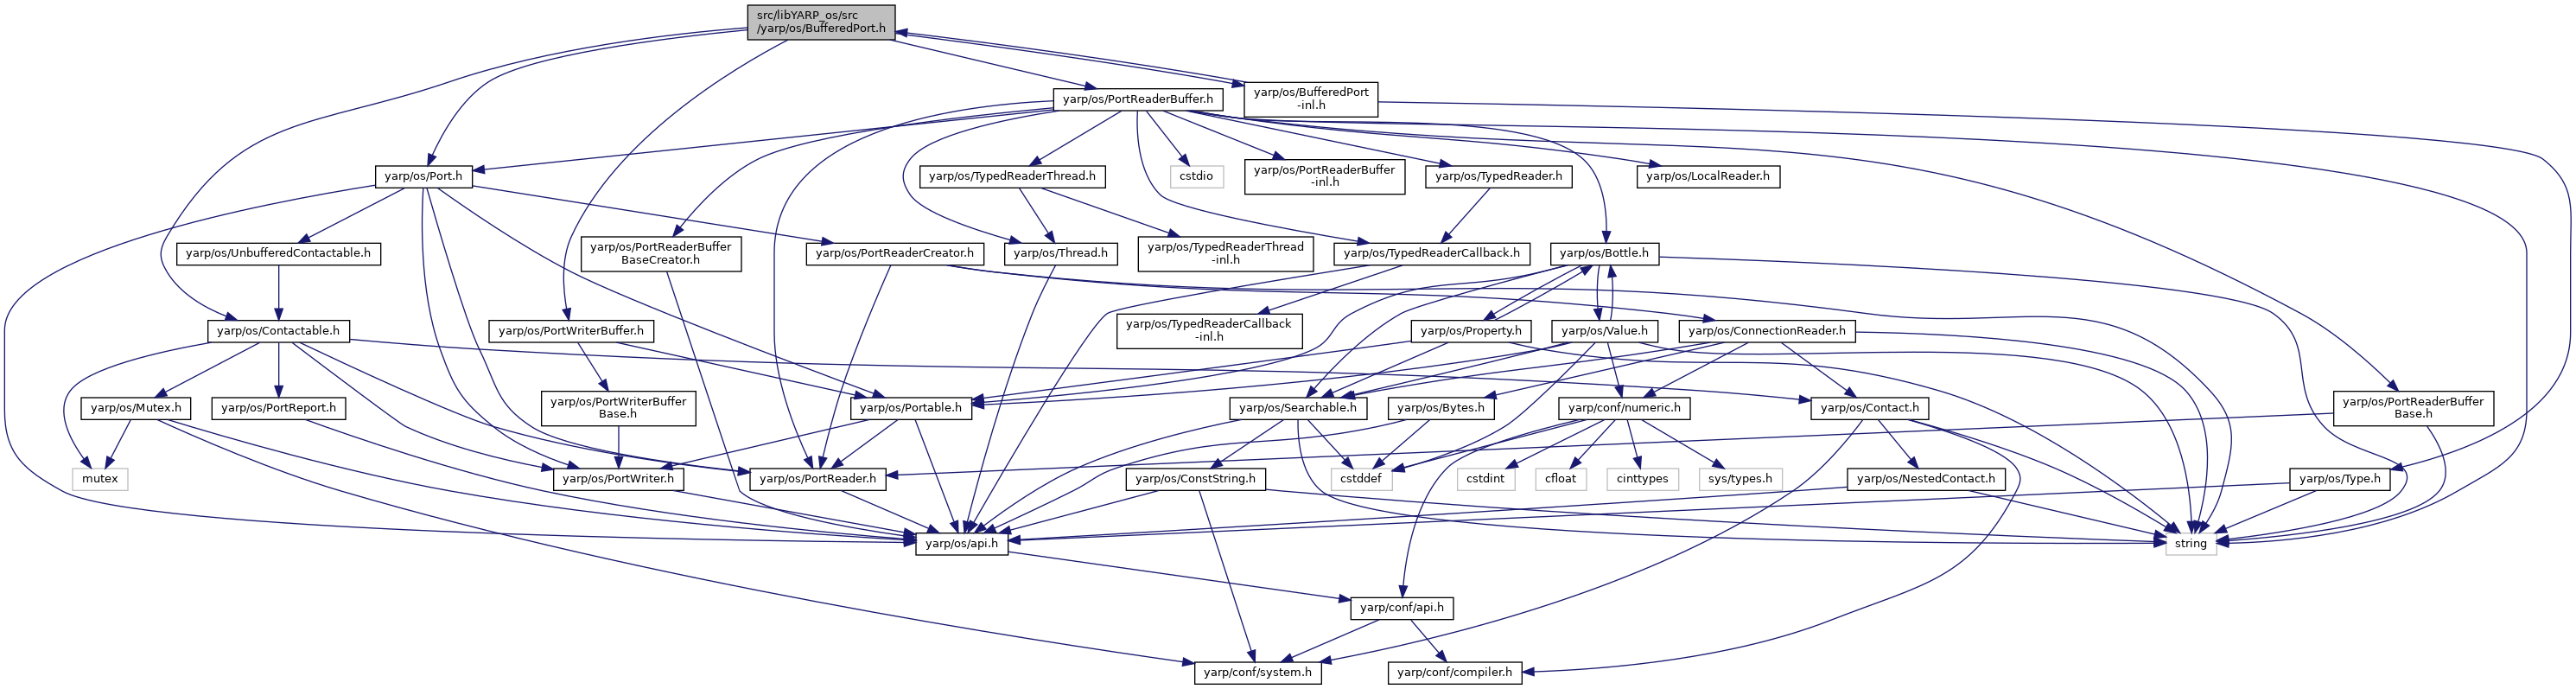 src/libYARP_os/src
/yarp/os/BufferedPort.h
yarp/os/BufferedPort
-inl.h
yarp/os/PortReaderBuffer.h
yarp/os/Port.h
yarp/os/TypedReaderThread.h
cstdio
yarp/os/PortReaderBuffer
-inl.h
yarp/os/TypedReader.h
yarp/os/LocalReader.h
yarp/os/UnbufferedContactable.h
yarp/os/PortReaderBuffer
BaseCreator.h
yarp/os/PortReaderCreator.h
yarp/os/Thread.h
yarp/os/TypedReaderThread
-inl.h
yarp/os/TypedReaderCallback.h
yarp/os/Bottle.h
yarp/os/Contactable.h
yarp/os/PortWriterBuffer.h
yarp/os/TypedReaderCallback
-inl.h
yarp/os/Property.h
yarp/os/Value.h
yarp/os/ConnectionReader.h
yarp/os/Mutex.h
yarp/os/PortReport.h
yarp/os/PortWriterBuffer
Base.h
yarp/os/Portable.h
yarp/os/Searchable.h
yarp/os/Bytes.h
yarp/conf/numeric.h
yarp/os/Contact.h
yarp/os/PortReaderBuffer
Base.h
mutex
yarp/os/PortWriter.h
yarp/os/PortReader.h
yarp/os/ConstString.h
cstddef
cstdint
cfloat
cinttypes
sys/types.h
yarp/os/NestedContact.h
yarp/os/Type.h
yarp/os/api.h
string
yarp/conf/api.h
yarp/conf/system.h
yarp/conf/compiler.h